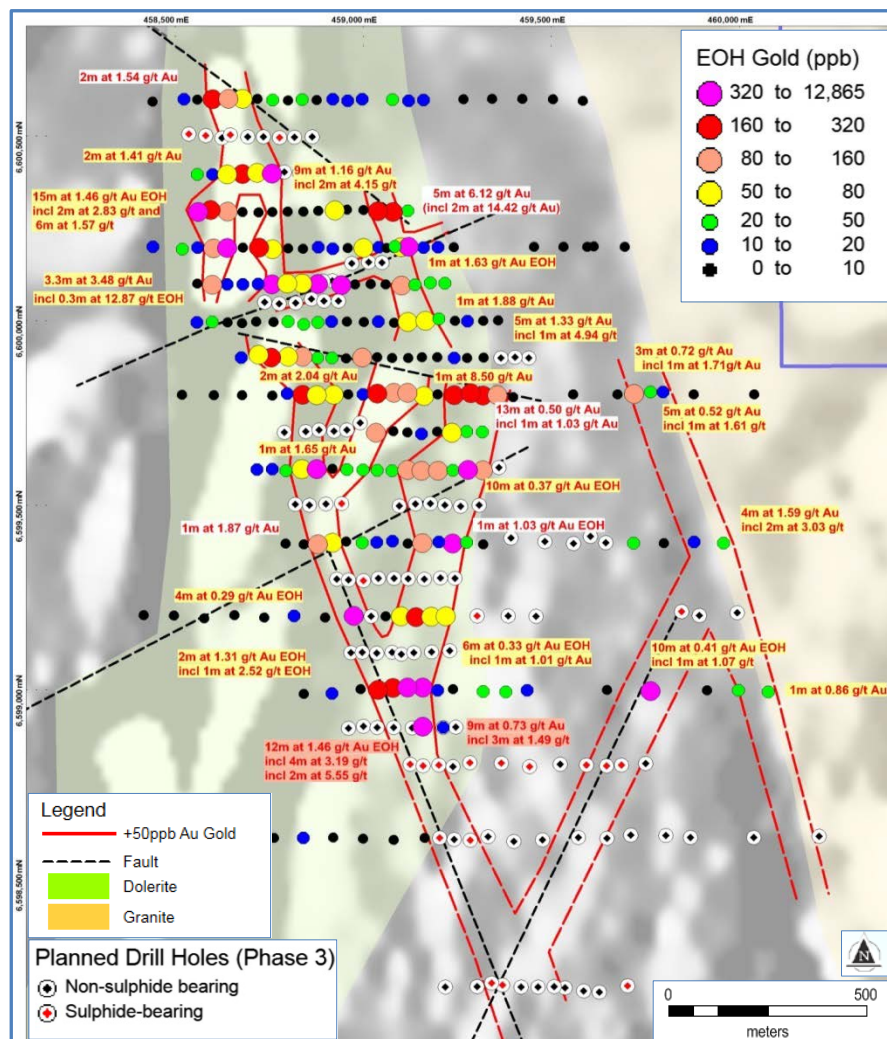 458,500 mE
459,000 mE
459,500 mE
460,000 mE
6,600,500 mN
6,600,000 mN
6,599,500 mN
6,599,000 mN
6,598,500 mN
EOH Gold (ppb)
320 to 12,865
160 to 320
80 to 160
50 to 80
20 to 50
10 to 20
0 to 10
2m at 1.54 g/t Au
2m at 1.41 g/t Au
9m at 1.16 g/t Au
incl 2m at 4.15 g/t
15m at 1.46 g/t Au EOH
incl 2m at 2.83 g/t and
6m at 1.57 g/t
5m at 6.12 g/t Au
(incl 2m at 14.42 g/t Au)
1m at 1.63 g/t Au EOH
3.3m at 3.48 g/t Au
incl 0.3m at 12.87 g/t EOH
1m at 1.88 g/t Au
5m at 1.33 g/t Au
incl 1m at 4.94 g/t
3m at 0.72 g/t Au
incl 1m at 1.71g/t Au
2m at 2.04 g/t Au
1m at 8.50 g/t Au
13m at 0.50 g/t Au
incl 1m at 1.03 g/t Au
5m at 0.52 g/t Au
incl 1m at 1.61 g/t
1m at 1.65 g/t Au
10m at 0.37 g/t Au EOH
1m at 1.87 g/t Au
1m at 1.03 g/t Au EOH
4m at 1.59 g/t Au
incl 2m at 3.03 g/t
4m at 0.29 g/t Au EOH
2m at 1.31 g/t Au EOH
incl 1m at 2.52 g/t EOH
6m at 0.33 g/t Au EOH
incl 1m at 1.01 g/t Au
10m at 0.41 g/t Au EOH
incl 1m at 1.07 g/t
1m at 0.86 g/t Au
12m at 1.46 g/t Au EOH
incl 4m at 3.19 g/t
incl 2m at 5.55 g/t
9m at 0.73 g/t Au
incl 3m at 1.49 g/t
Legend
+50ppb Au Gold
Fault
Dolerite
Granite
Planned Drill Holes (Phase 3)
Non-sulphide bearing
Sulphide-bearing
N
0 500
meters